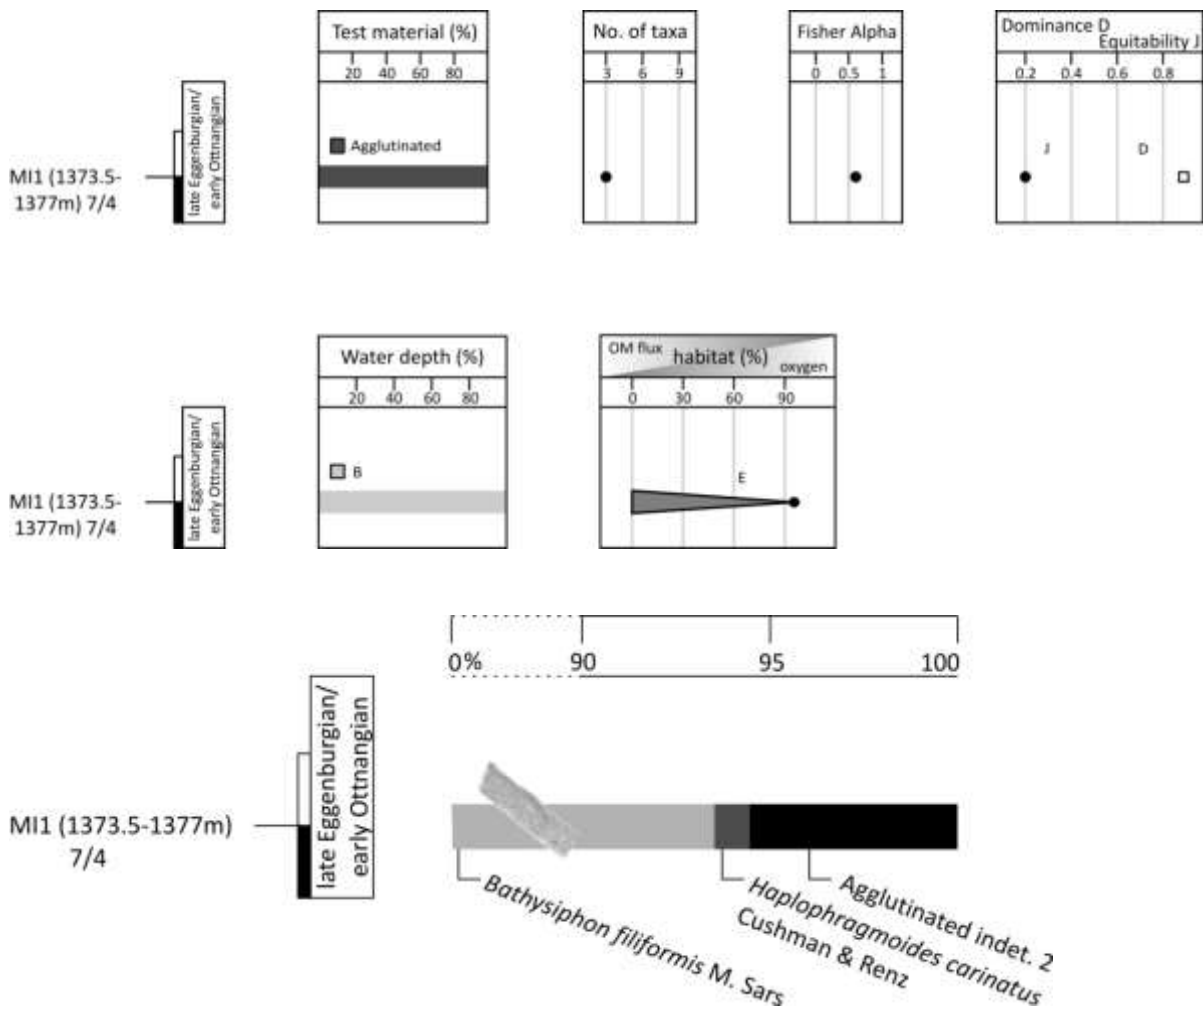 Test material (%)
20 40 60 80
Agglutinated
No. of taxa
3 6 9
Fisher Alpha
0 0.5 1
Dominance D
Equitability J
0.2 0.4 0.6 0.8
J D
MI1 (1373.5-
1377m) 7/4
late Eggenburgian/
early Ottnangian
Water depth (%)
20 40 60 80
B
OM flux
habitat (%)
oxygen
0 30 60 90
E
MI1 (1373.5-
1377m) 7/4
late Eggenburgian/
early Ottnangian
0% 90 95 100
MI1 (1373.5-1377m)
7/4
late Eggenburgian/
early Ottnangian
Bathysiphon filiformis M. Sars
Haplophragmoides carinatus
Cushman & Renz
Agglutinated indet. 2